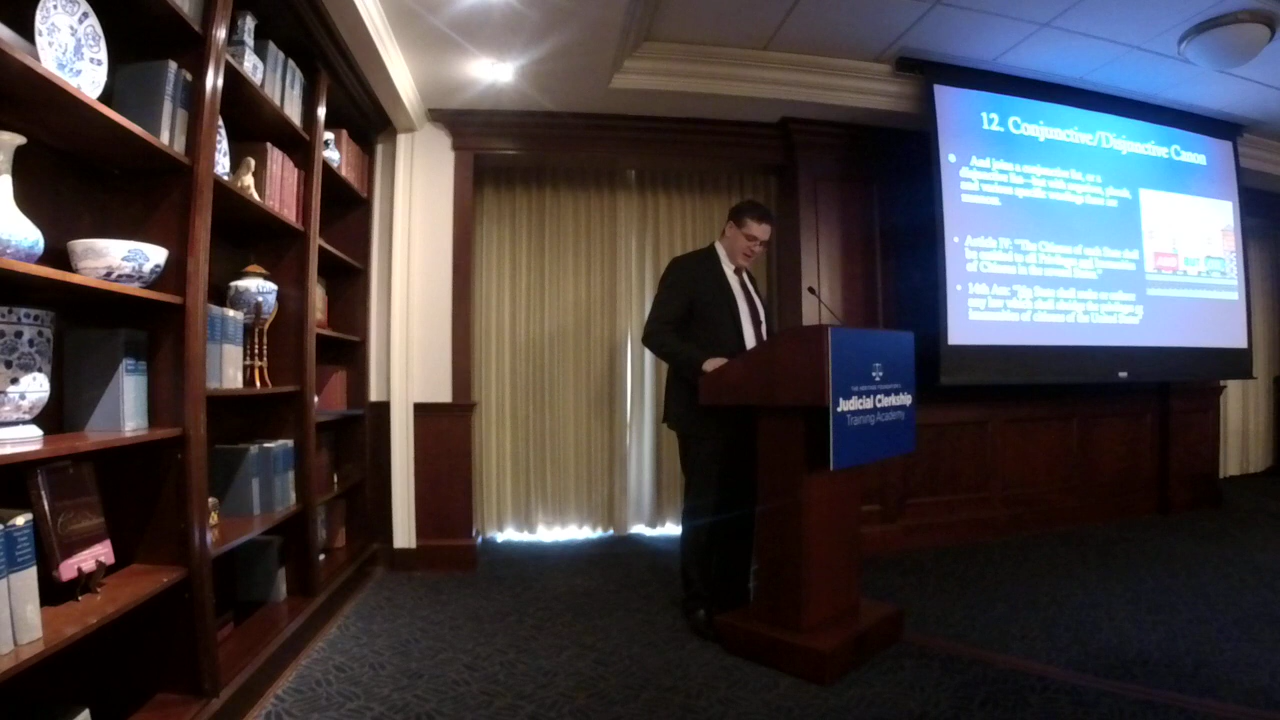 12. Conjunctive/Disjunctive Canon
And joins a conjunctive list, or a
disjunctive list—but with negatives, plurals,
and various specific wordings there are
Article IV: "The Citizens of each State shall
be entitled to all Privileges and Immunities
of Citizens in the several States."
14th Am: "No State shall make or enforce
any law which shall abridge the privileges or
immunities of citizens of the United States"
THE HERITAGE FOUNDATION'S
Judicial Clerkship
Training Academy